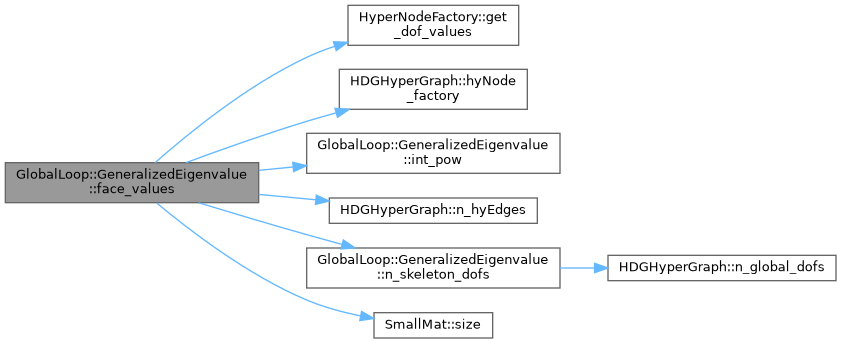 HyperNodeFactory::get
_dof_values
HDGHyperGraph::hyNode
_factory
GlobalLoop::GeneralizedEigenvalue
::int_pow
GlobalLoop::GeneralizedEigenvalue
::face_values
HDGHyperGraph::n_hyEdges
GlobalLoop::GeneralizedEigenvalue
::n_skeleton_dofs
HDGHyperGraph::n_global_dofs
SmallMat::size